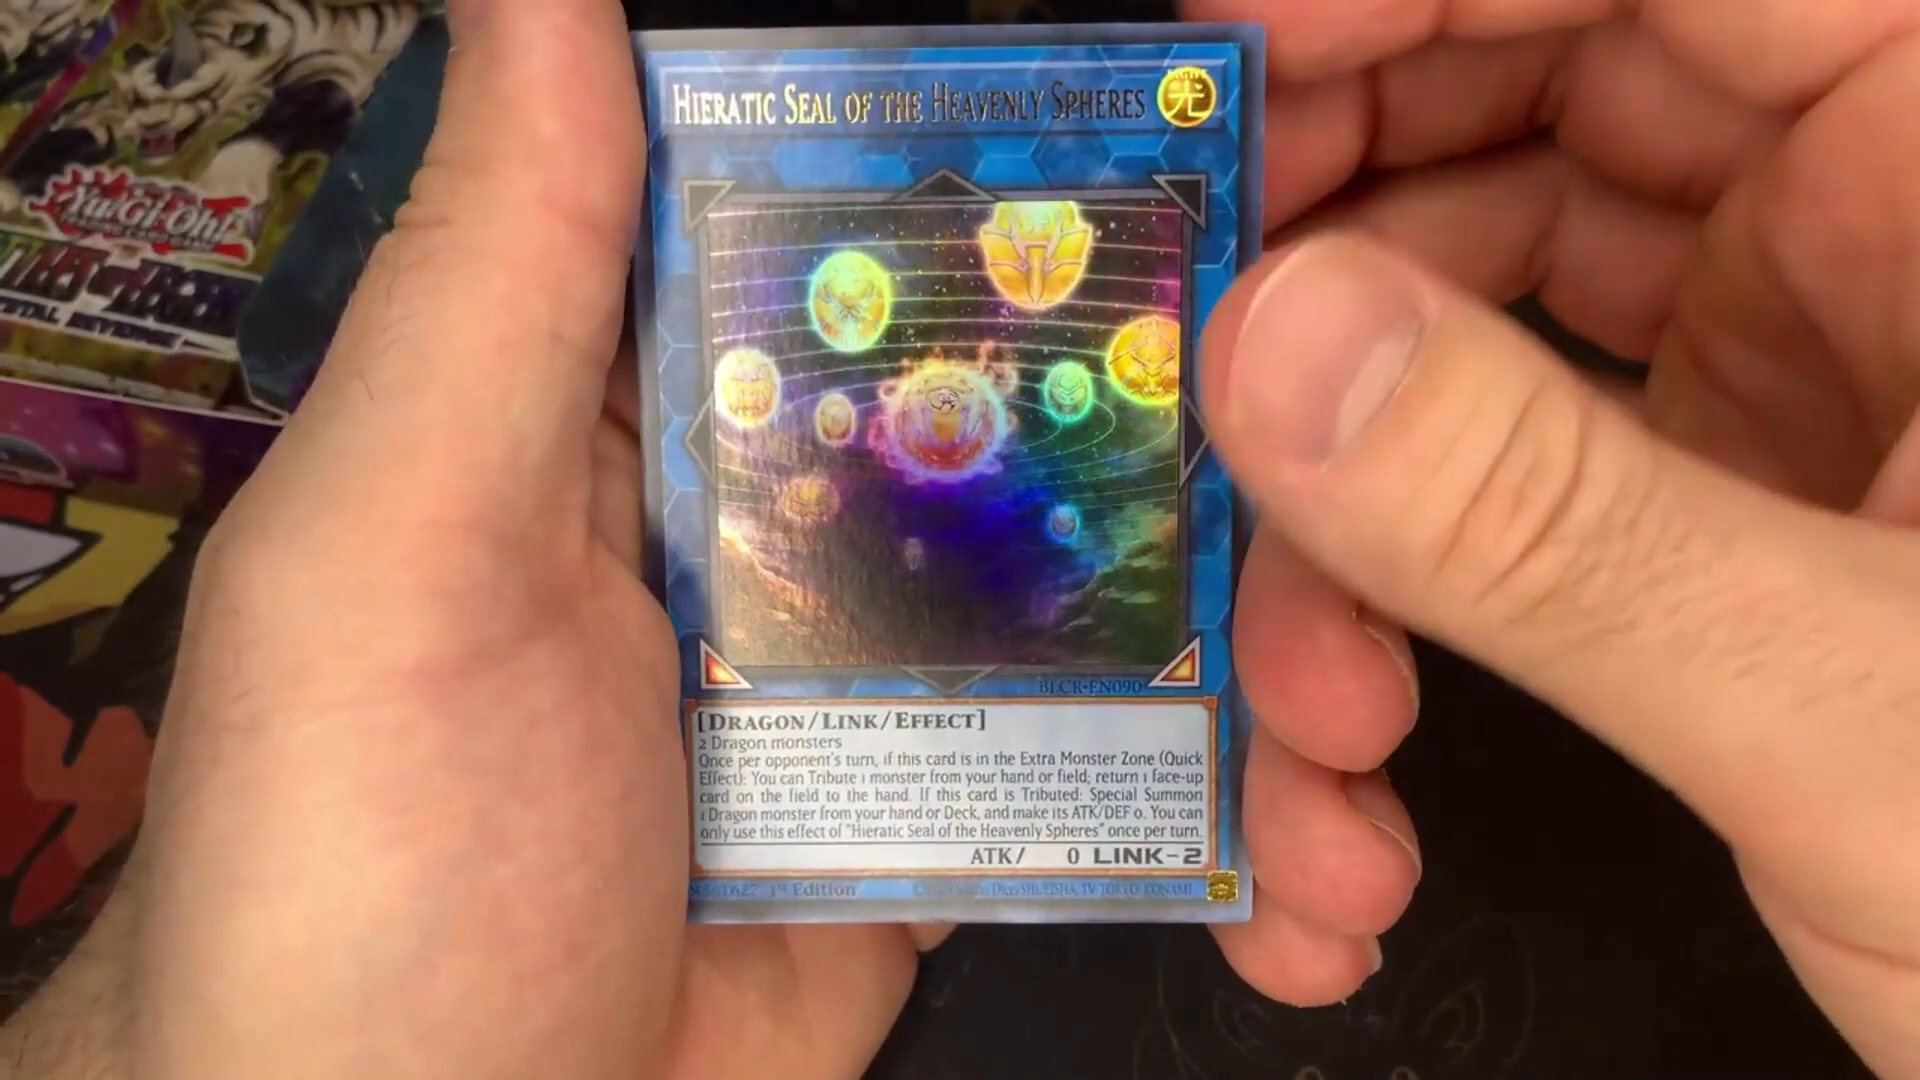 HIERATIC SEAL OF THE HEAVENLY SPHERES
LIGHT
光
Yu-Gi-Oh!
BLCR-EN090
[DRAGON/LINK/EFFECT]
2 Dragon monsters
Once per opponent's turn, if this card is in the Extra Monster Zone (Quick
Effect): You can Tribute 1 monster from your hand or field; return 1 face-up
card on the field to the hand. If this card is Tributed: Special Summon
1 Dragon monster from your hand or Deck, and make its ATK/DEF 0. You can
only use this effect of "Hieratic Seal of the Heavenly Spheres" once per turn.
ATK/ 0 LINK-2
1st Edition
SHUEISHA, TV TOKYO, KONAMI